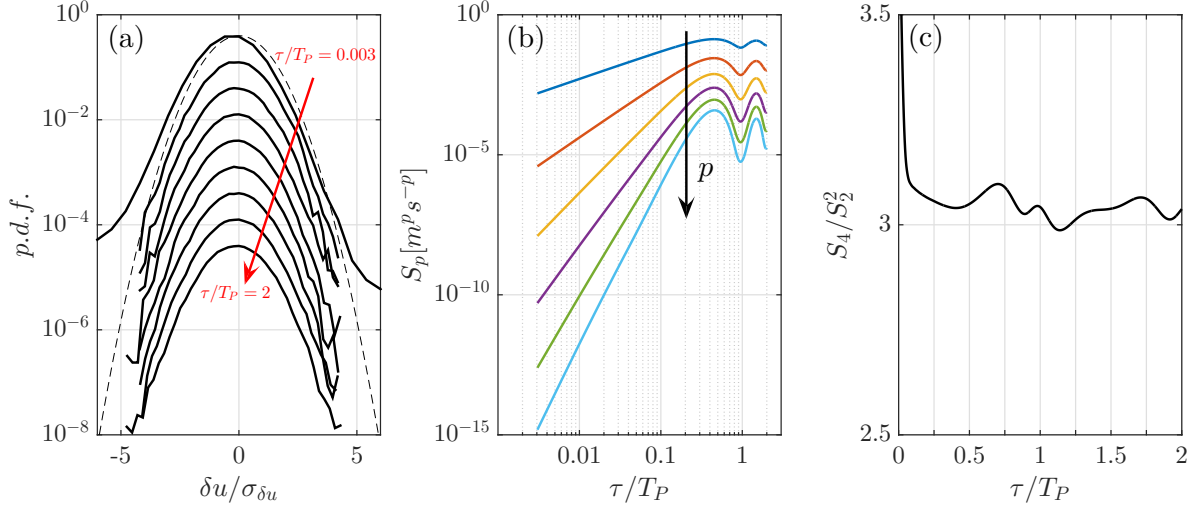 (a)
τ/T_P = 0.003
τ/T_P = 2
p.d.f.
10^0
10^{-2}
10^{-4}
10^{-6}
10^{-8}
-5 0 5
δu/σ_{δu}
(b)
p
S_p[m^p s^{-p}]
10^0
10^{-5}
10^{-10}
10^{-15}
0.01 0.1 1
τ/T_P
(c)
S_4/S_2^2
3.5
3
2.5
0 0.5 1 1.5 2
τ/T_P